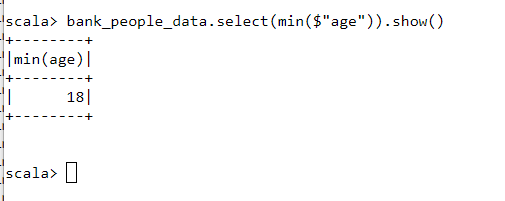 scala> bank_people_data.select(min($"age")).show()
+--------+
|min(age)|
+--------+
|      18|
+--------+
scala>